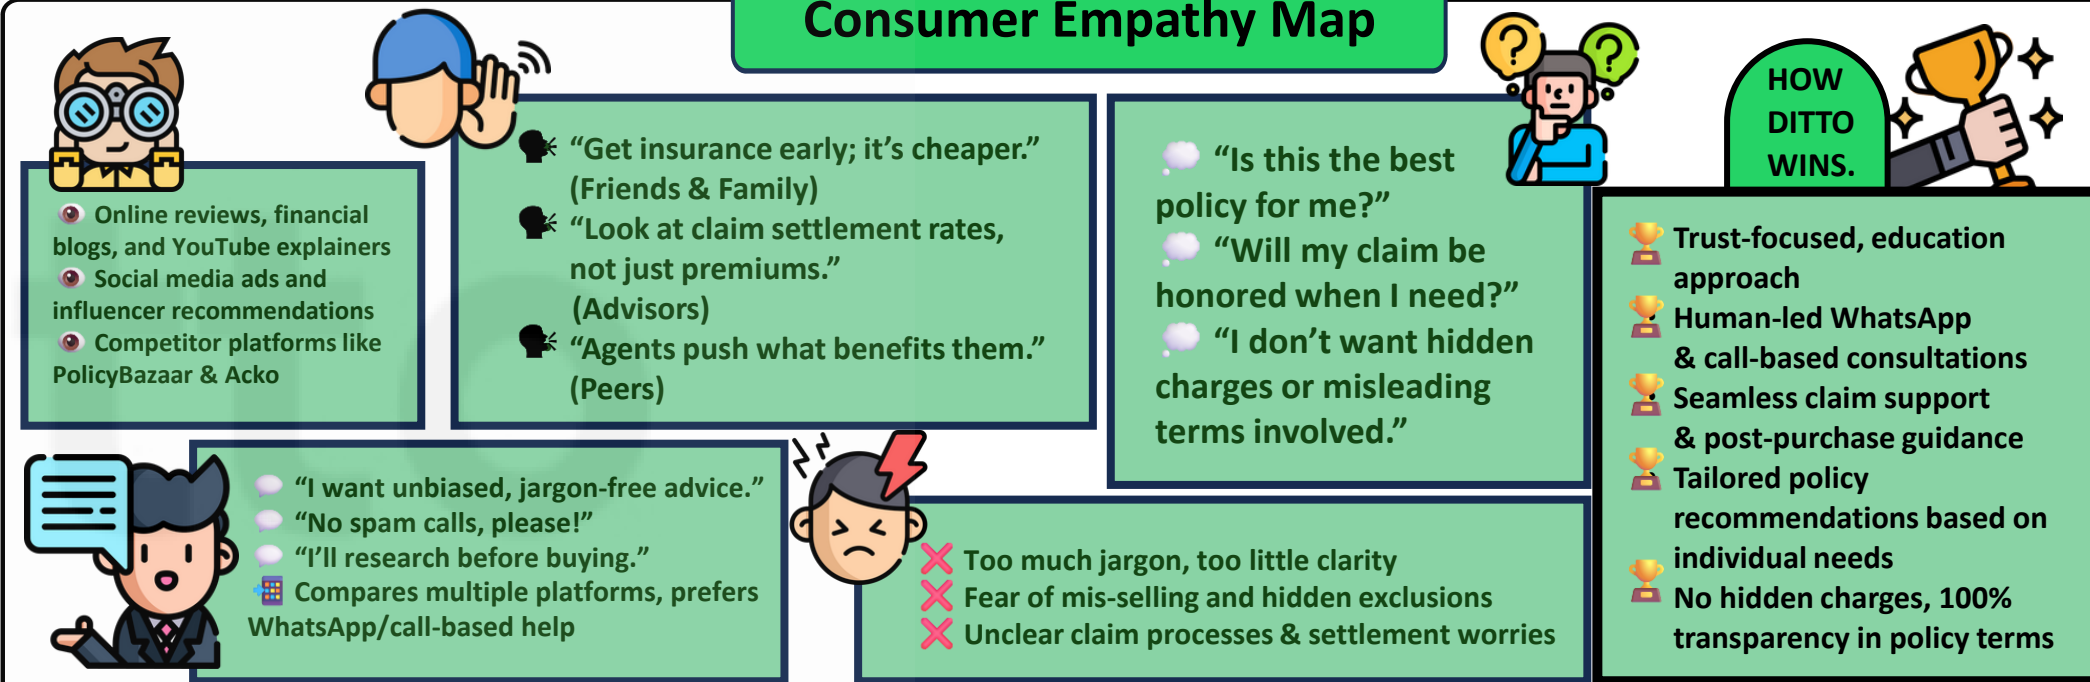 Consumer Empathy Map
Online reviews, financial
blogs, and YouTube explainers
Social media ads and
influencer recommendations
Competitor platforms like
PolicyBazaar & Acko
“Get insurance early; it’s cheaper.”
(Friends & Family)
“Look at claim settlement rates,
not just premiums.”
(Advisors)
“Agents push what benefits them.”
(Peers)
“Is this the best
policy for me?”
“Will my claim be
honored when I need?”
“I don’t want hidden
charges or misleading
terms involved.”
“I want unbiased, jargon-free advice.”
“No spam calls, please!”
“I’ll research before buying.”
Compares multiple platforms, prefers
WhatsApp/call-based help
Too much jargon, too little clarity
Fear of mis-selling and hidden exclusions
Unclear claim processes & settlement worries
HOW
DITTO
WINS.
Trust-focused, education
approach
Human-led WhatsApp
& call-based consultations
Seamless claim support
& post-purchase guidance
Tailored policy
recommendations based on
individual needs
No hidden charges, 100%
transparency in policy terms